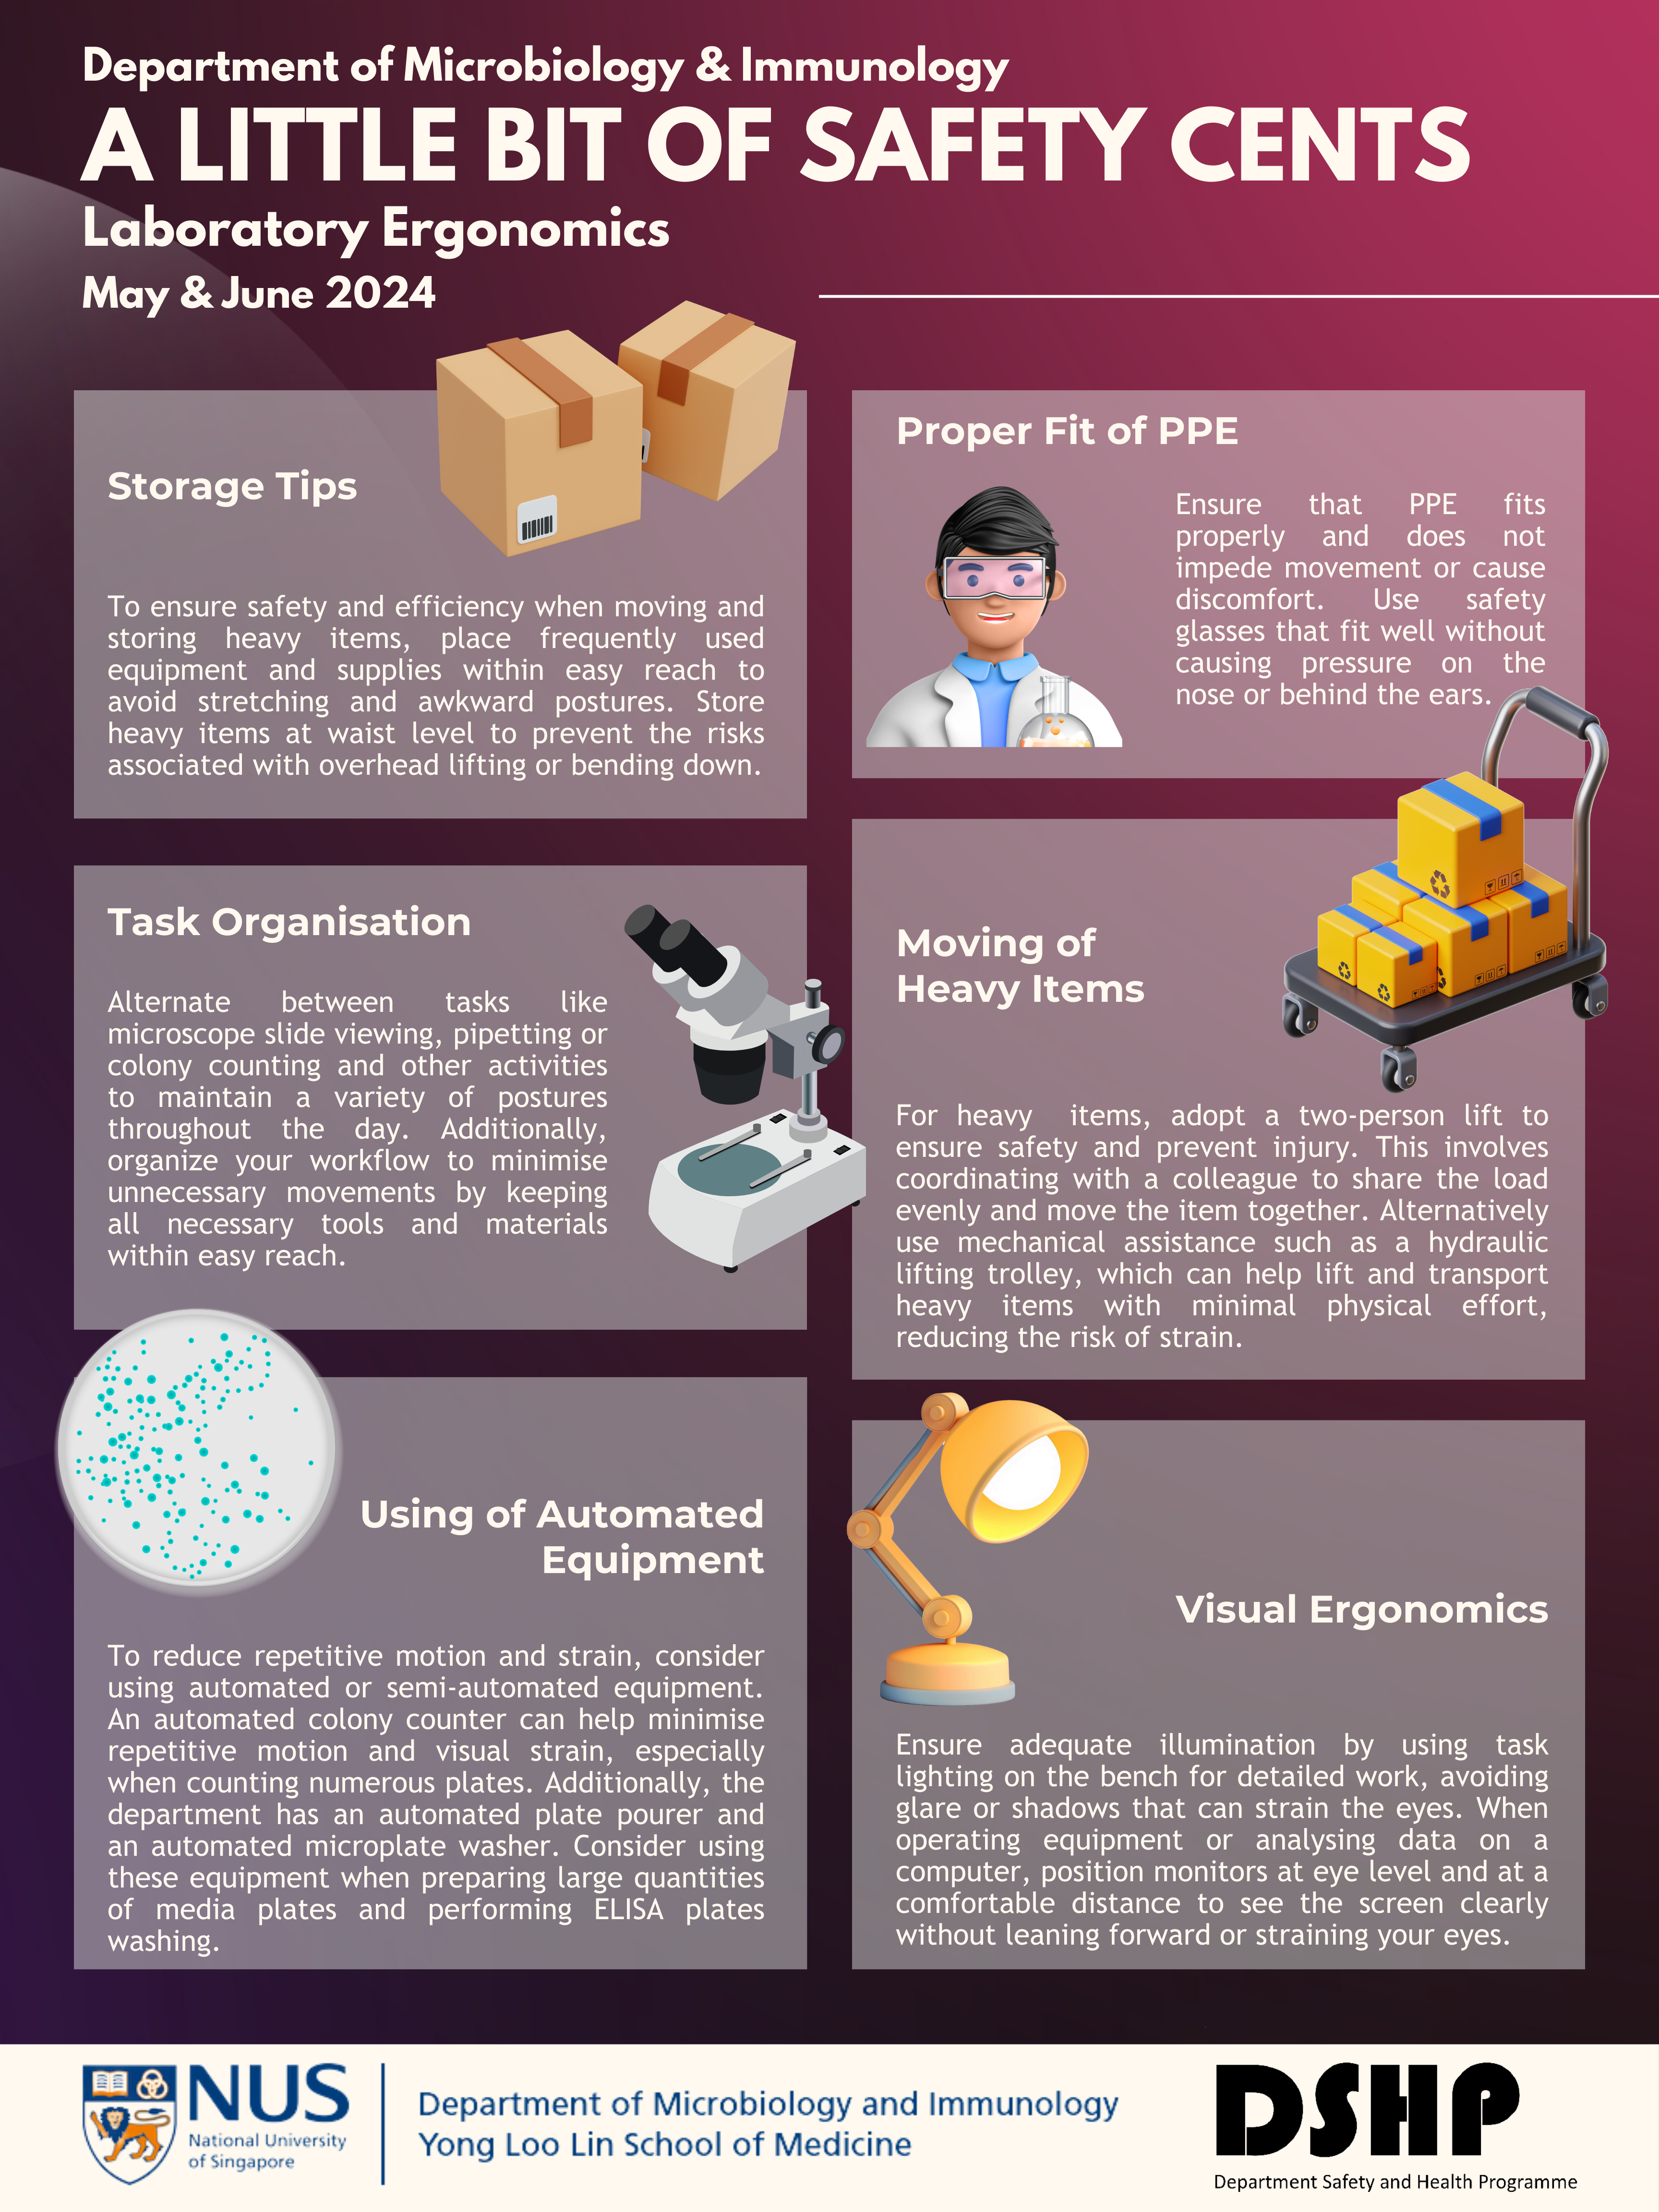 Department of Microbiology & Immunology
A LITTLE BIT OF SAFETY CENTS
Laboratory Ergonomics
May & June 2024
Storage Tips
To ensure safety and efficiency when moving and
storing heavy items, place frequently used
equipment and supplies within easy reach to
avoid stretching and awkward postures. Store
heavy items at waist level to prevent the risks
associated with overhead lifting or bending down.
Proper Fit of PPE
Ensure that PPE fits
properly and does not
impede movement or cause
discomfort. Use safety
glasses that fit well without
causing pressure on the
nose or behind the ears.
Task Organisation
Alternate between tasks like
microscope slide viewing, pipetting or
colony counting and other activities
to maintain a variety of postures
throughout the day. Additionally,
organize your workflow to minimise
unnecessary movements by keeping
all necessary tools and materials
within easy reach.
Moving of
Heavy Items
For heavy items, adopt a two-person lift to
ensure safety and prevent injury. This involves
coordinating with a colleague to share the load
evenly and move the item together. Alternatively
use mechanical assistance such as a hydraulic
lifting trolley, which can help lift and transport
heavy items with minimal physical effort,
reducing the risk of strain.
Using of Automated
Equipment
To reduce repetitive motion and strain, consider
using automated or semi-automated equipment.
An automated colony counter can help minimise
repetitive motion and visual strain, especially
when counting numerous plates. Additionally, the
department has an automated plate pourer and
an automated microplate washer. Consider using
these equipment when preparing large quantities
of media plates and performing ELISA plates
washing.
Visual Ergonomics
Ensure adequate illumination by using task
lighting on the bench for detailed work, avoiding
glare or shadows that can strain the eyes. When
operating equipment or analysing data on a
computer, position monitors at eye level and at a
comfortable distance to see the screen clearly
without leaning forward or straining your eyes.
NUS
National University
of Singapore
Department of Microbiology and Immunology
Yong Loo Lin School of Medicine
DSHP
Department Safety and Health Programme